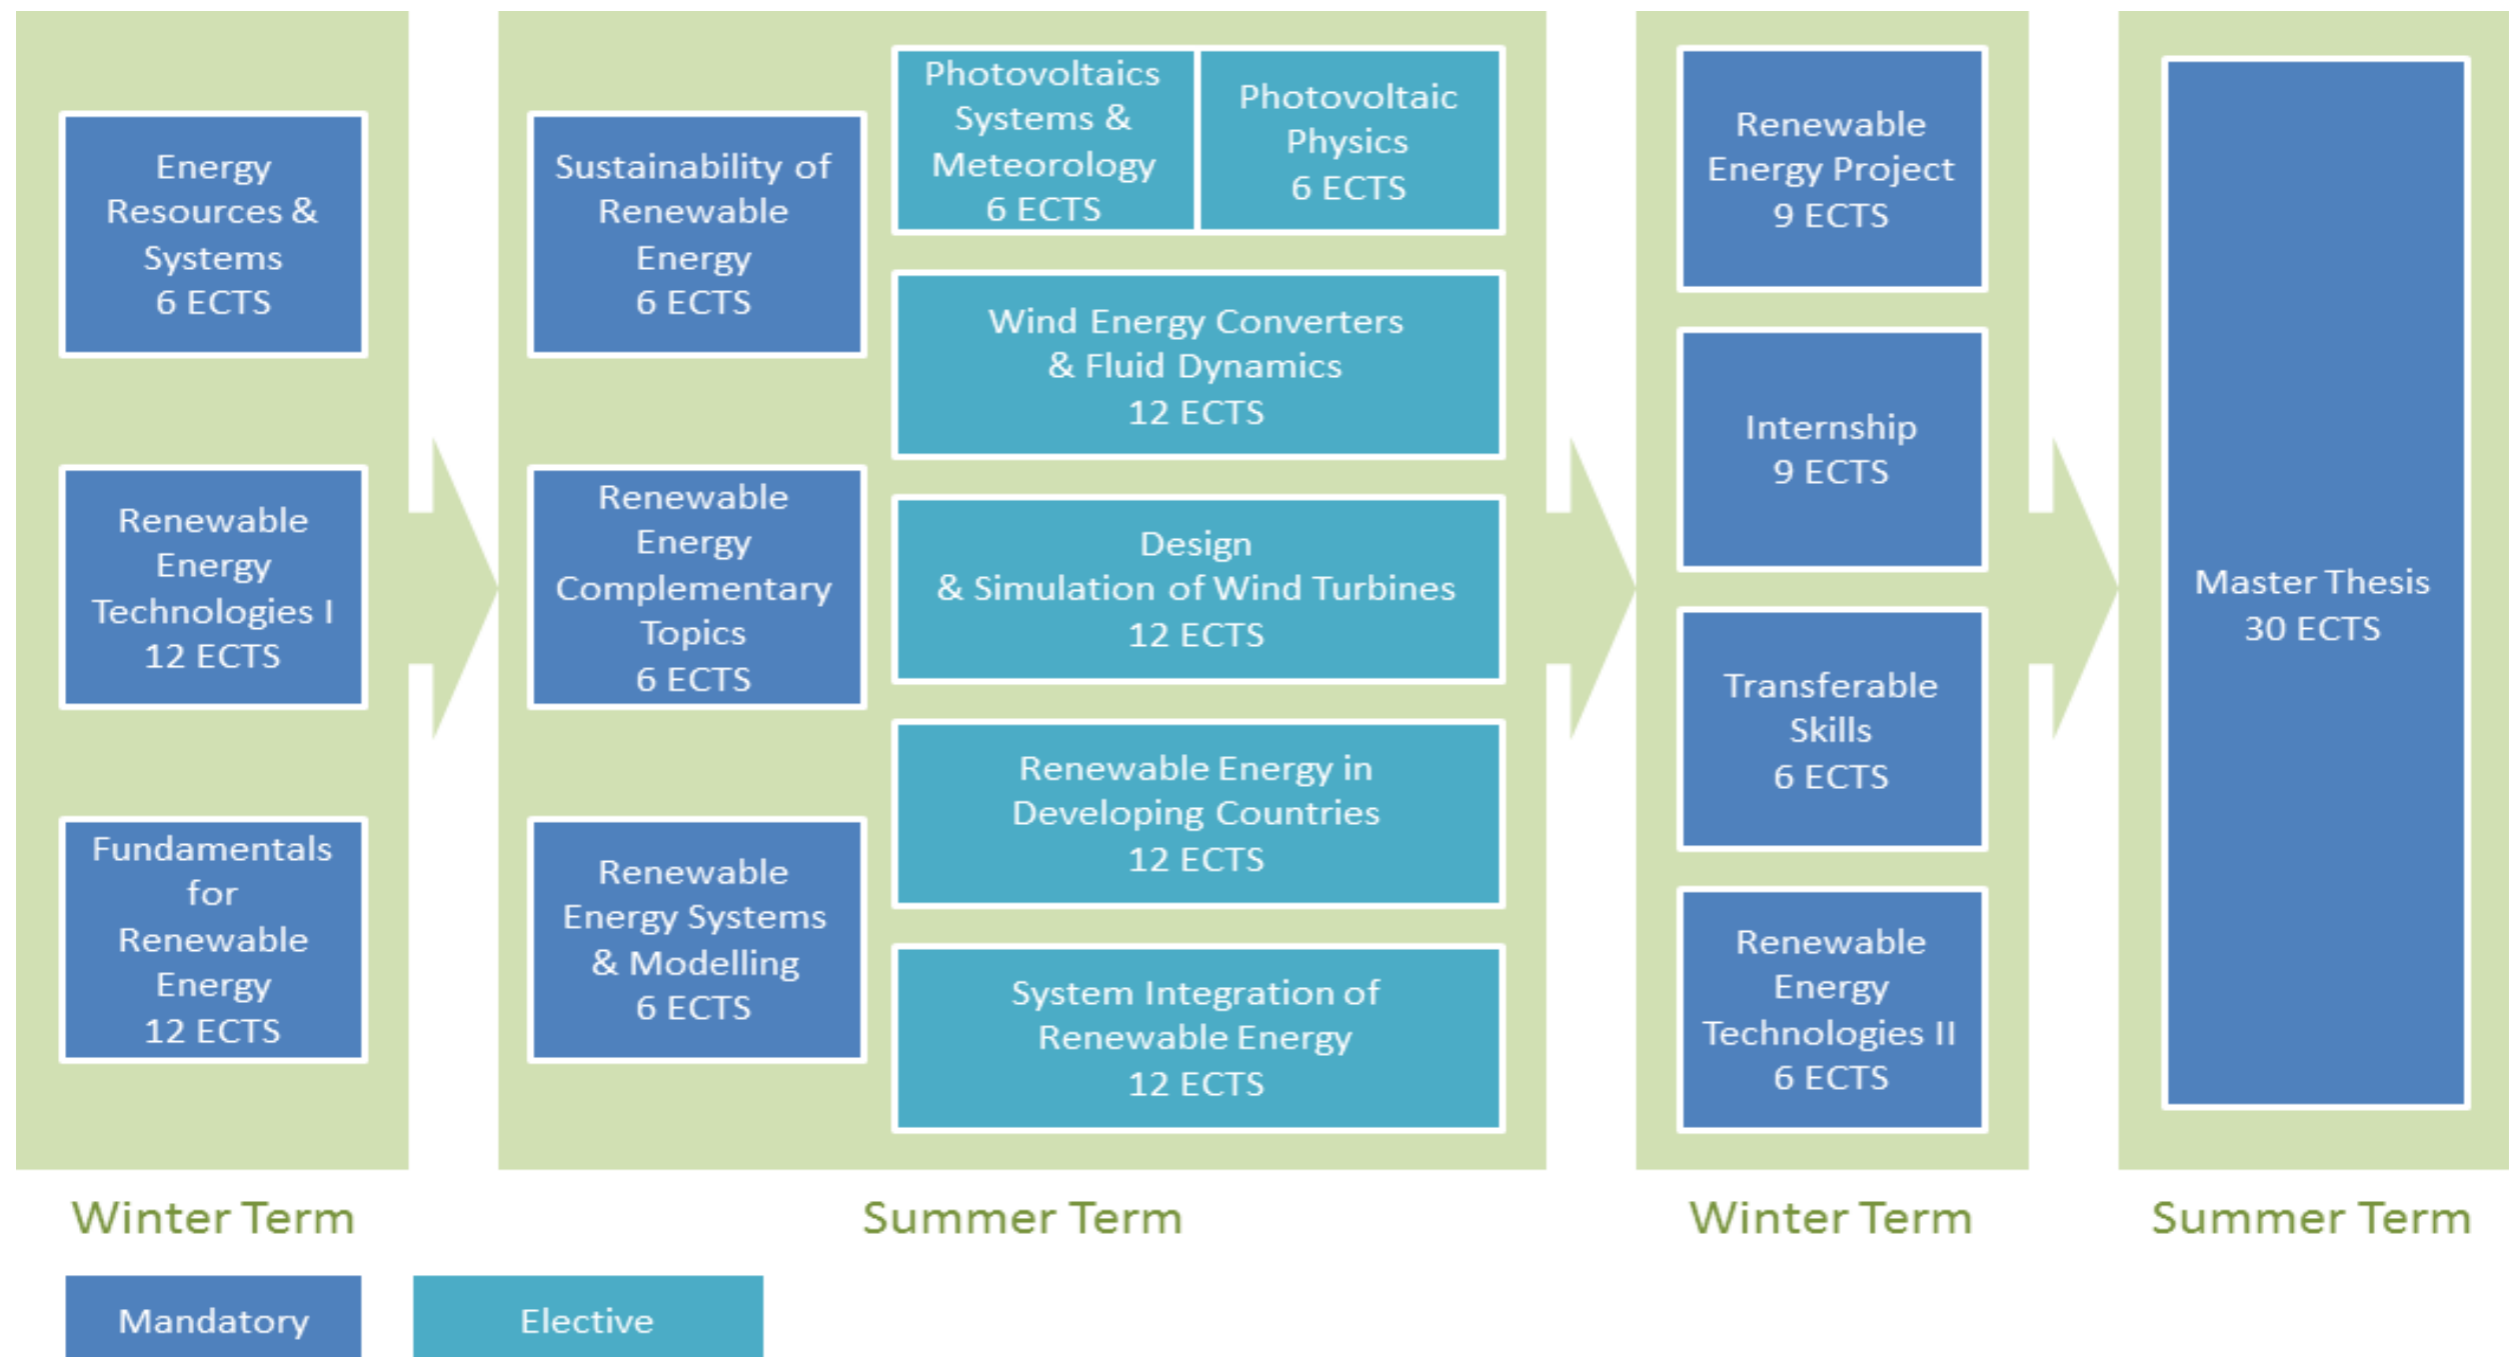 Energy
Resources &
Systems
6 ECTS
Renewable
Energy
Technologies I
12 ECTS
Fundamentals
for
Renewable
Energy
12 ECTS
Sustainability of
Renewable
Energy
6 ECTS
Renewable
Energy
Complementary
Topics
6 ECTS
Renewable
Energy Systems
& Modelling
6 ECTS
Photovoltaics
Systems &
Meteorology
6 ECTS
Photovoltaic
Physics
6 ECTS
Wind Energy Converters
& Fluid Dynamics
12 ECTS
Design
& Simulation of Wind Turbines
12 ECTS
Renewable Energy in
Developing Countries
12 ECTS
System Integration of
Renewable Energy
12 ECTS
Renewable
Energy Project
9 ECTS
Internship
9 ECTS
Transferable
Skills
6 ECTS
Renewable
Energy
Technologies II
6 ECTS
Master Thesis
30 ECTS
Winter Term
Summer Term
Winter Term
Summer Term
Mandatory
Elective